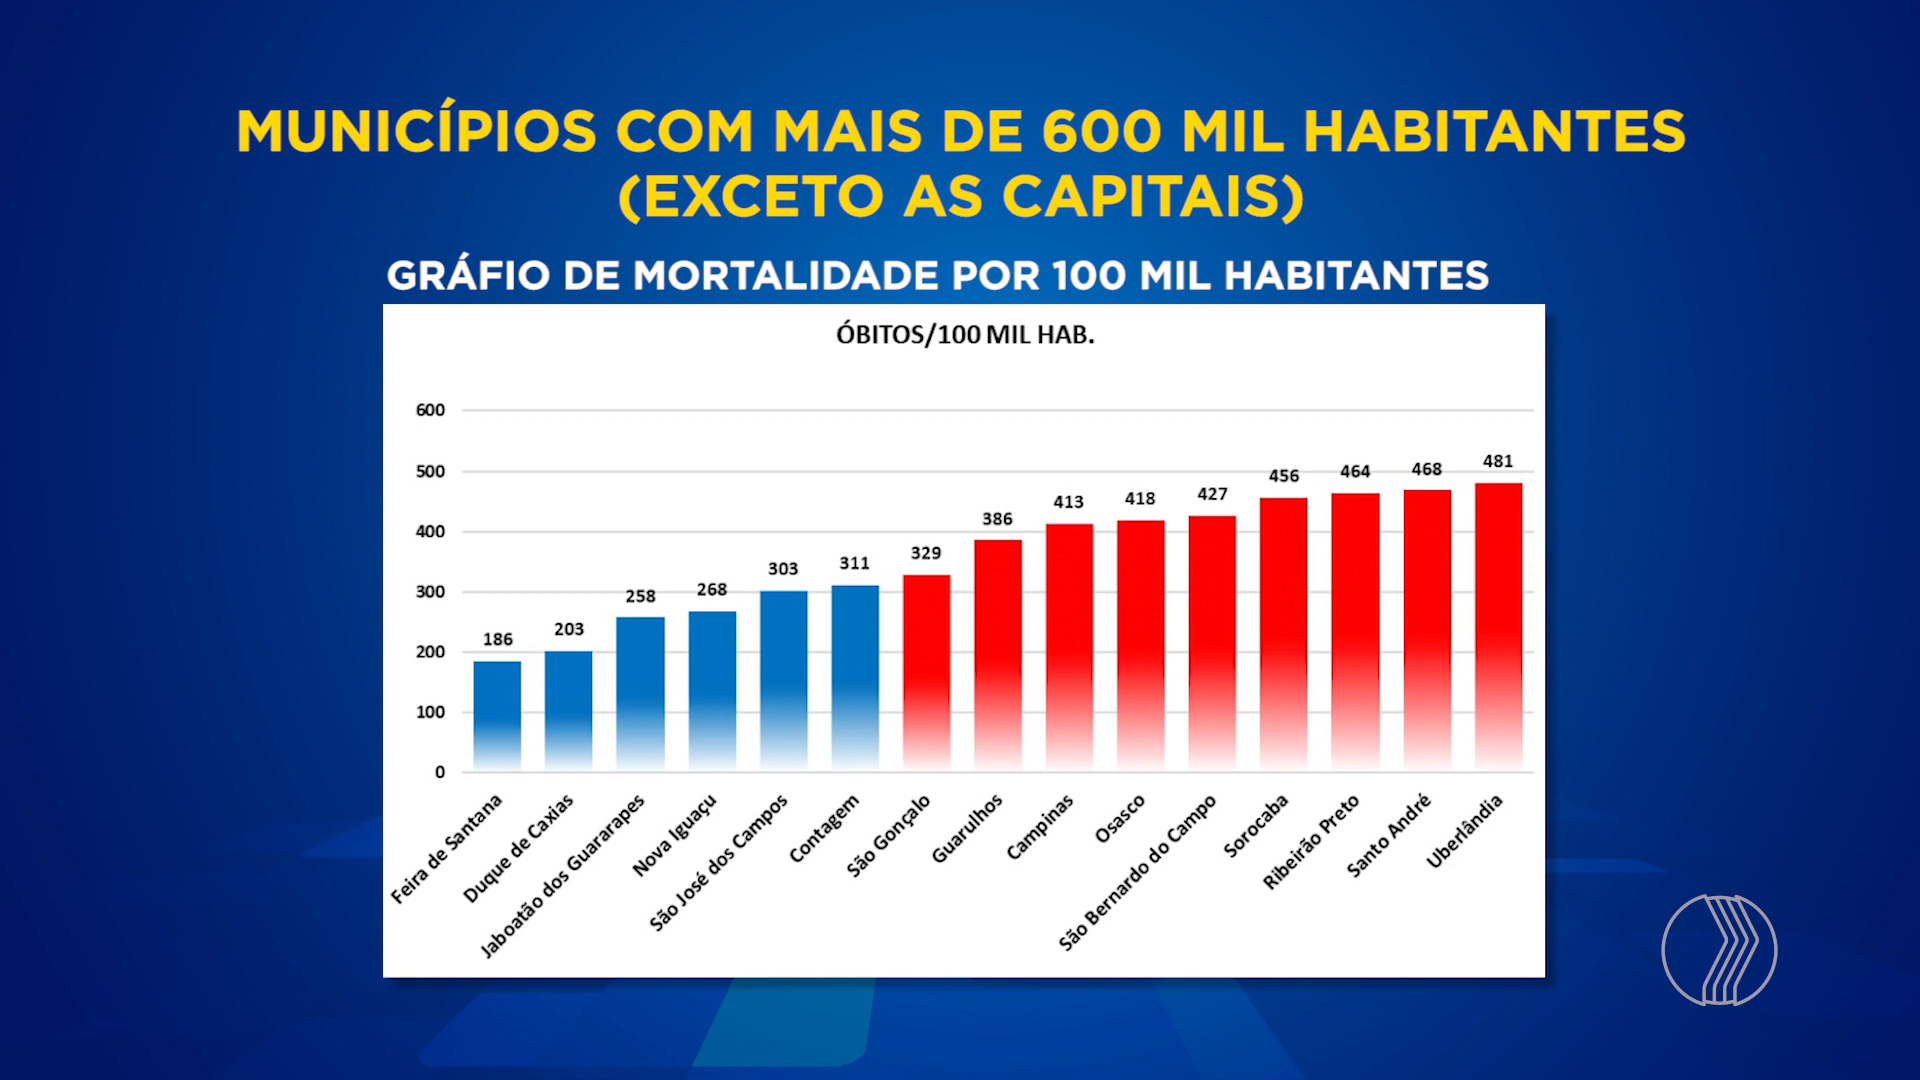 MUNICÍPIOS COM MAIS DE 600 MIL HABITANTES
(EXCETO AS CAPITAIS)
GRÁFIO DE MORTALIDADE POR 100 MIL HABITANTES
ÓBITOS/100 MIL HAB.
600
500
400
300
200
100
0
186
203
258
268
303
311
329
386
413
418
427
456
464
468
481
Feira de Santana
Duque de Caxias
Jaboatão dos Guararapes
Nova Iguaçu
São José dos Campos
Contagem
São Gonçalo
Guarulhos
Campinas
Osasco
São Bernardo do Campo
Sorocaba
Ribeirão Preto
Santo André
Uberlândia